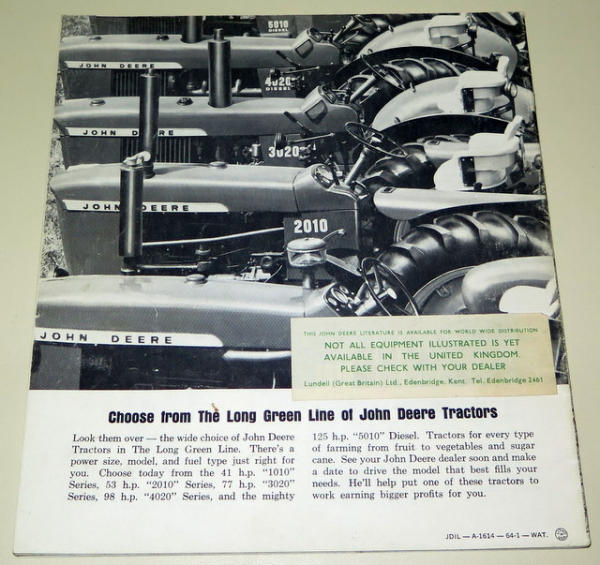 5010
DIESEL
JOHN DEERE
4020
DIESEL
JOHN DEERE
3020
JOHN DEERE
2010
JOHN DEERE
THIS JOHN DEERE LITERATURE IS AVAILABLE FOR WORLD WIDE DISTRIBUTION
NOT ALL EQUIPMENT ILLUSTRATED IS YET
AVAILABLE IN THE UNITED KINGDOM.
PLEASE CHECK WITH YOUR DEALER
Lundell (Great Britain) Ltd., Edenbridge, Kent. Tel. Edenbridge 2461
Choose from The Long Green Line of John Deere Tractors
Look them over — the wide choice of John Deere
Tractors in The Long Green Line. There's a
power size, model, and fuel type just right for
you. Choose today from the 41 h.p. "1010"
Series, 53 h.p. "2010" Series, 77 h.p. "3020"
Series, 98 h.p. "4020" Series, and the mighty
125 h.p. "5010" Diesel. Tractors for every type
of farming from fruit to vegetables and sugar
cane. See your John Deere dealer soon and make
a date to drive the model that best fills your
needs. He'll help put one of these tractors to
work earning bigger profits for you.
JDIL — A-1614 — 64-1 — WAT.